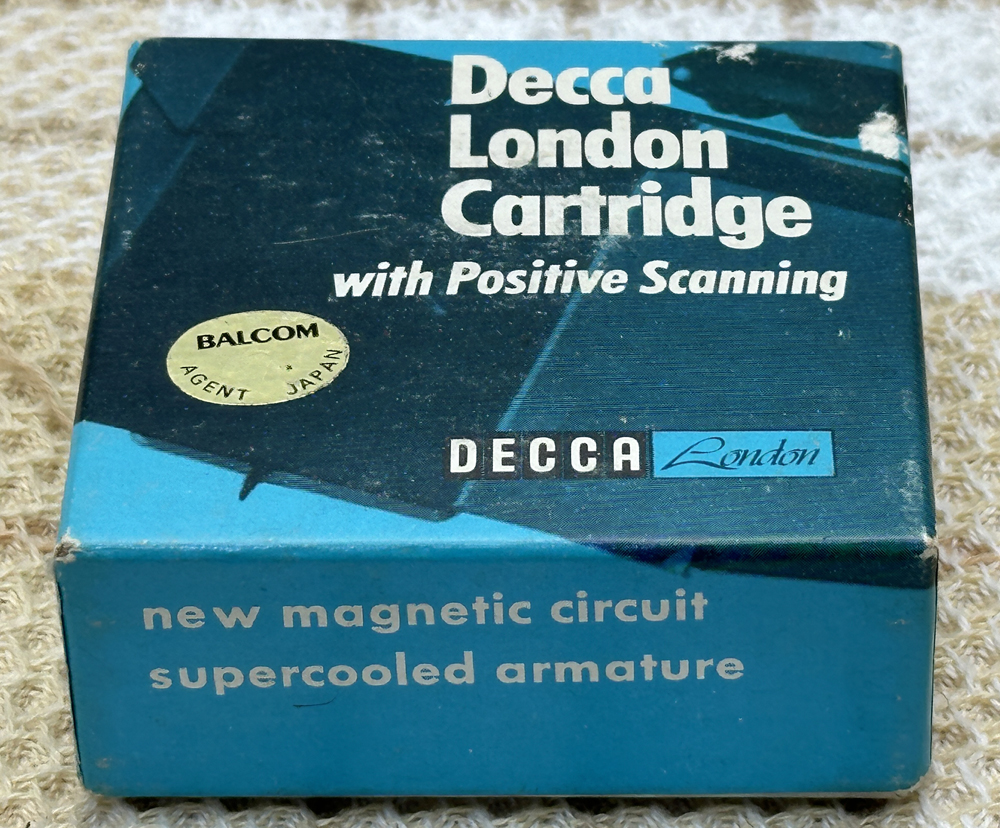 Decca
London
Cartridge
with Positive Scanning
BALCOM
AGENT JAPAN
DECCA London
new magnetic circuit
supercooled armature